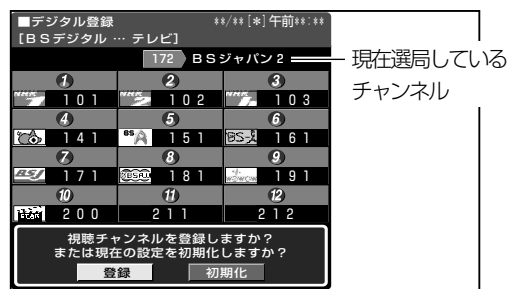 ■デジタル登録 **/**[*]午前**:**
[BSデジタル … テレビ]
172 BSジャパン2
現在選局している
チャンネル
1 2 3
101 102 103
4 5 6
141 BSA 151 BS-i 161
7 8 9
BSJ 171 181 WOWOW 191
10 11 12
200 211 212
視聴チャンネルを登録しますか?
または現在の設定を初期化しますか?
登録 初期化